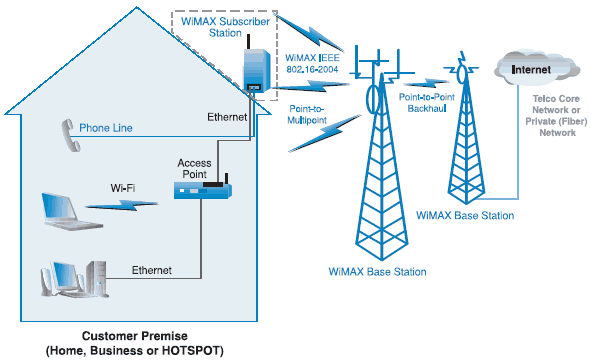 WiMAX Subscriber
Station
WiMAX IEEE
802.16-2004
Internet
Point-to-Point
Backhaul
Telco Core
Network or
Private (Fiber)
Network
Ethernet
Point-to-
Multipoint
Phone Line
Access
Point
Wi-Fi
WiMAX Base Station
Ethernet
WiMAX Base Station
Customer Premise
(Home, Business or HOTSPOT)